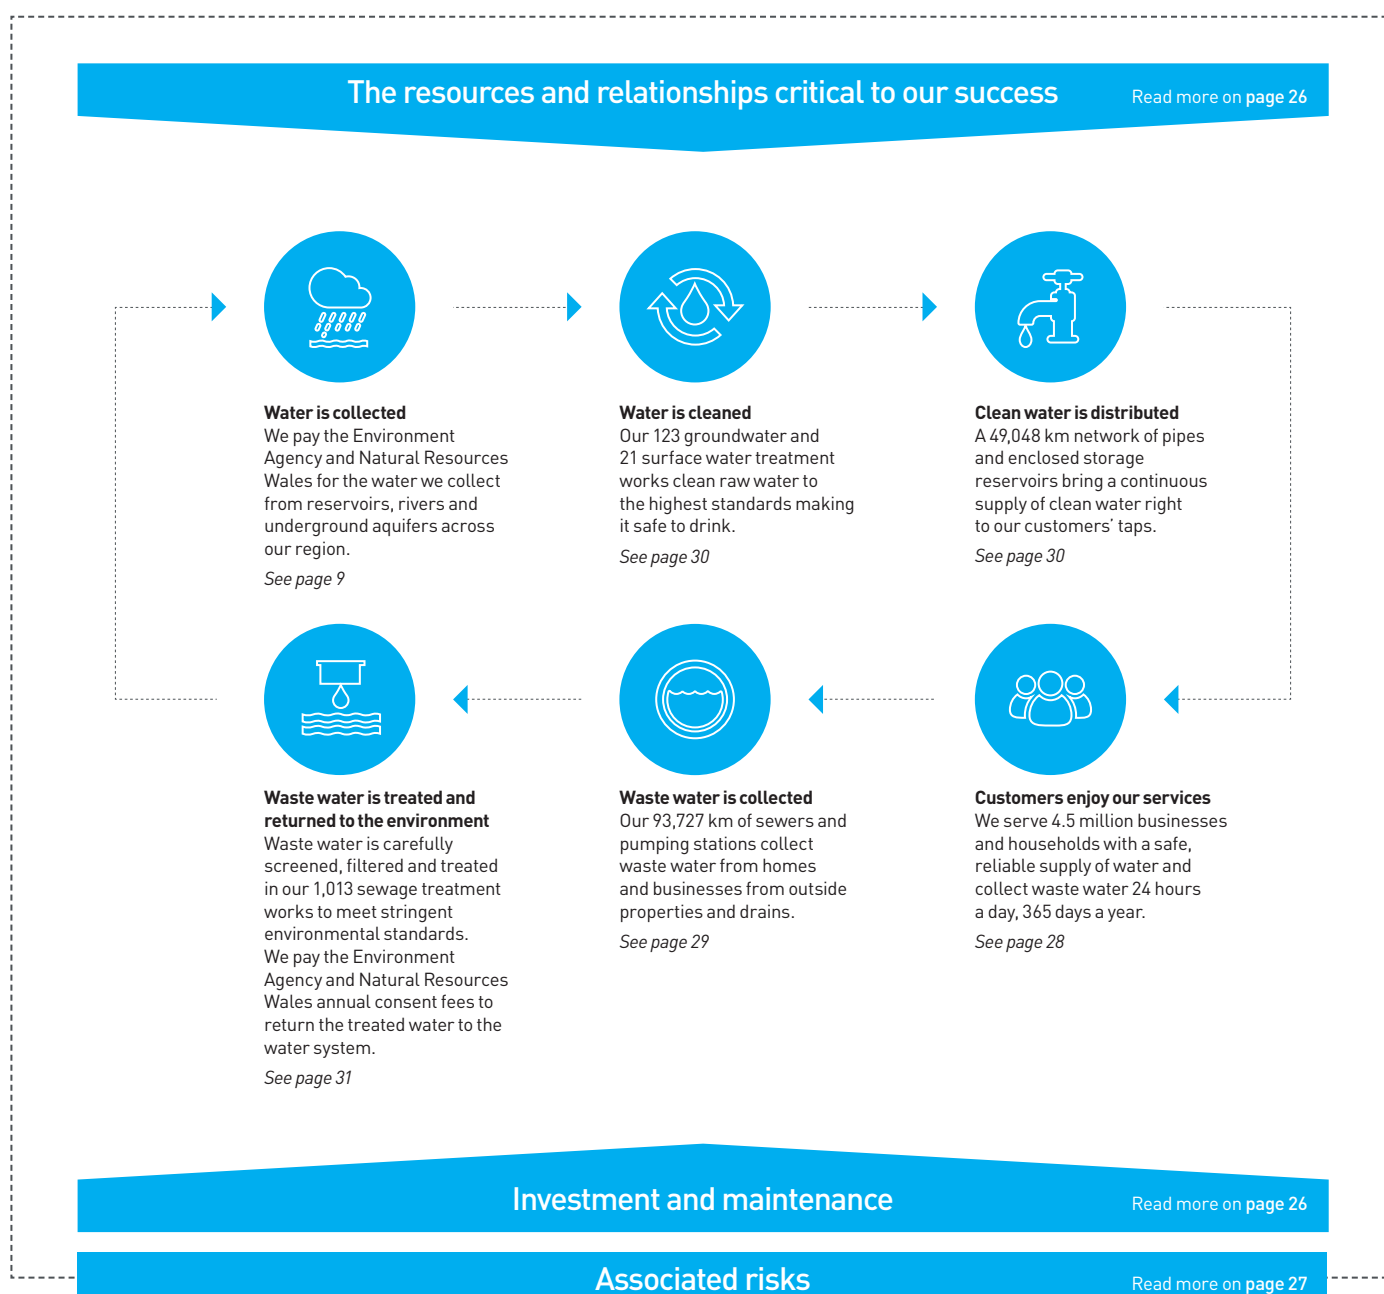 The resources and relationships critical to our success
Read more on page 26
Water is collected
We pay the Environment
Agency and Natural Resources
Wales for the water we collect
from reservoirs, rivers and
underground aquifers across
our region.
See page 9
Water is cleaned
Our 123 groundwater and
21 surface water treatment
works clean raw water to
the highest standards making
it safe to drink.
See page 30
Clean water is distributed
A 49,048 km network of pipes
and enclosed storage
reservoirs bring a continuous
supply of clean water right
to our customers’ taps.
See page 30
Waste water is treated and
returned to the environment
Waste water is carefully
screened, filtered and treated
in our 1,013 sewage treatment
works to meet stringent
environmental standards.
We pay the Environment
Agency and Natural Resources
Wales annual consent fees to
return the treated water to the
water system.
See page 31
Waste water is collected
Our 93,727 km of sewers and
pumping stations collect
waste water from homes
and businesses from outside
properties and drains.
See page 29
Customers enjoy our services
We serve 4.5 million businesses
and households with a safe,
reliable supply of water and
collect waste water 24 hours
a day, 365 days a year.
See page 28
Investment and maintenance
Read more on page 26
Associated risks
Read more on page 27